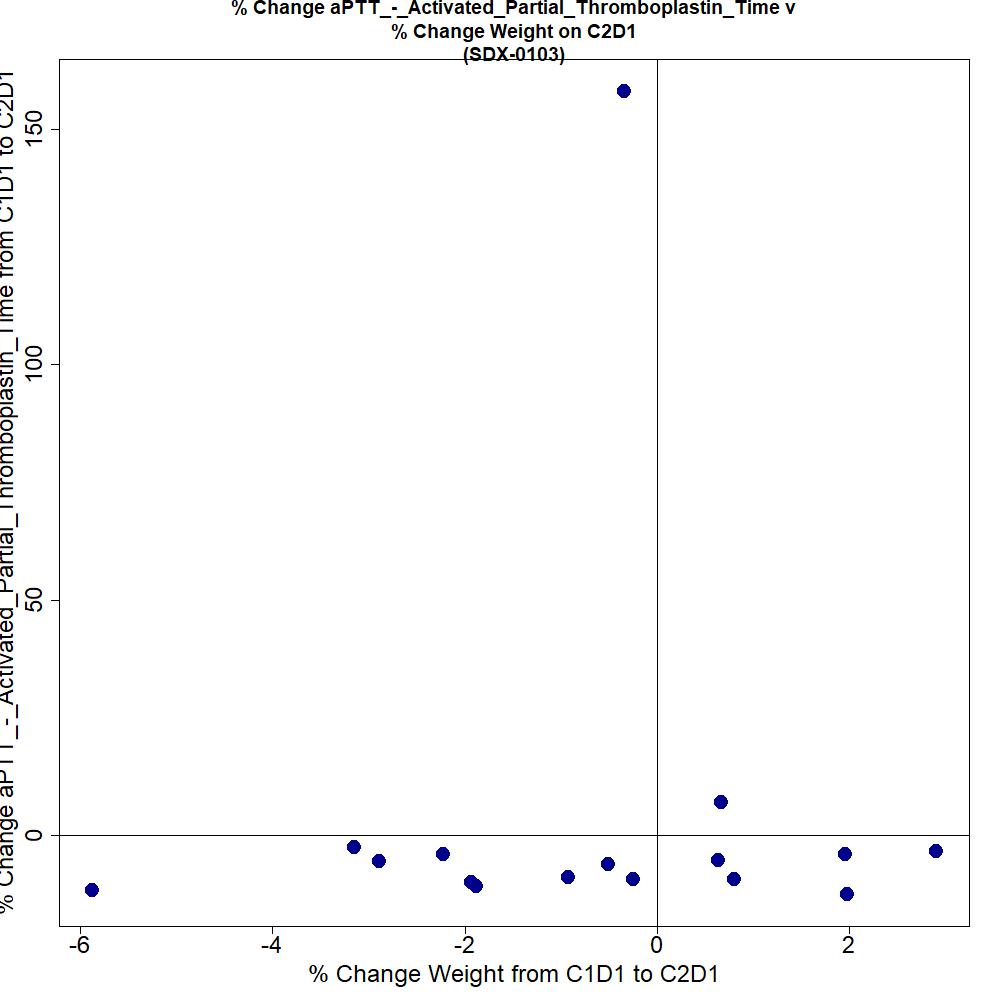 % Change aPTT_-_Activated_Partial_Thromboplastin_Time v
% Change Weight on C2D1
(SDX-0103)
% Change aPTT_-_Activated_Partial_Thromboplastin_Time from C1D1 to C2D1
150
100
50
0
-6
-4
-2
0
2
% Change Weight from C1D1 to C2D1